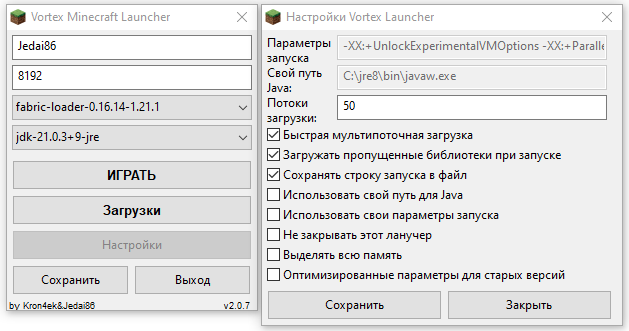 Vortex Minecraft Launcher
Jedai86
8192
fabric-loader-0.16.14-1.21.1
jdk-21.0.3+9-jre
ИГРАТЬ
Загрузки
Настройки
Сохранить
Выход
by Kron4ek&Jedai86
v2.0.7
Настройки Vortex Launcher
Параметры запуска
-XX:+UnlockExperimentalVMOptions -XX:+Paralle
Свой путь Java:
C:\jre8\bin\javaw.exe
Потоки загрузки:
50
Быстрая мультипоточная загрузка
Загружать пропущенные библиотеки при запуске
Сохранять строку запуска в файл
Использовать свой путь для Java
Использовать свои параметры запуска
Не закрывать этот ланучер
Выделять всю память
Оптимизированные параметры для старых версий
Сохранить
Закрыть